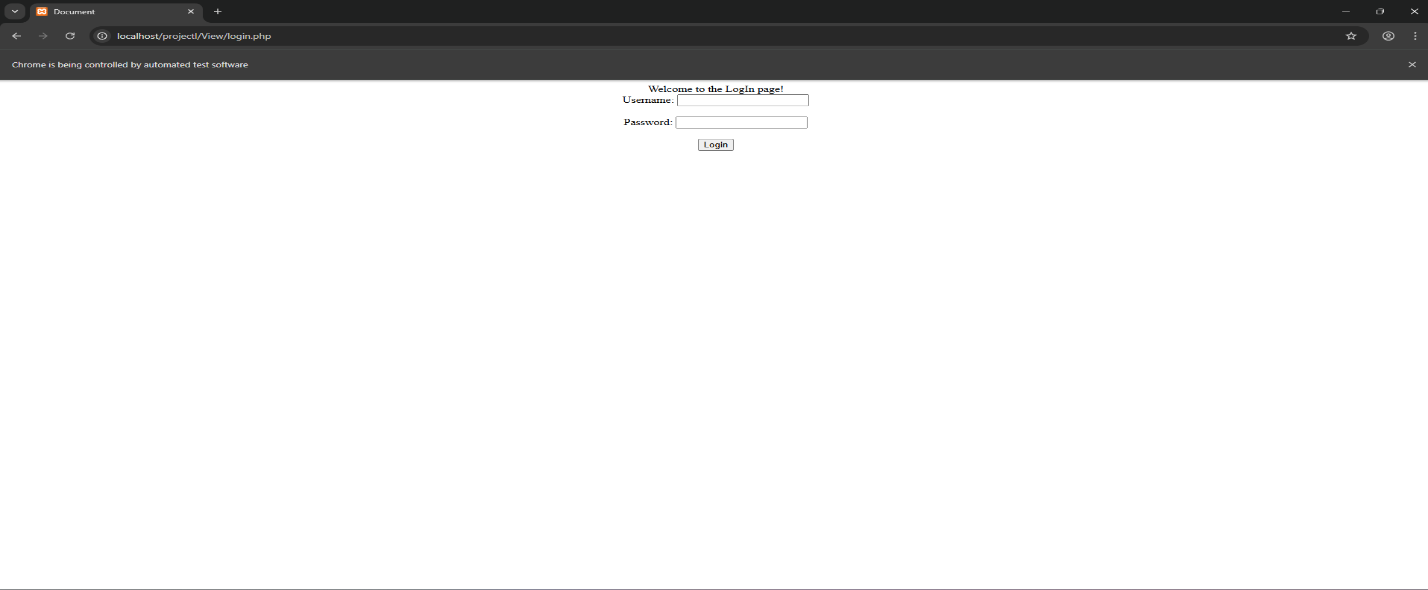 Document
localhost/projectl/View/login.php
Chrome is being controlled by automated test software
Welcome to the LogIn page!
Username:
Password:
Login